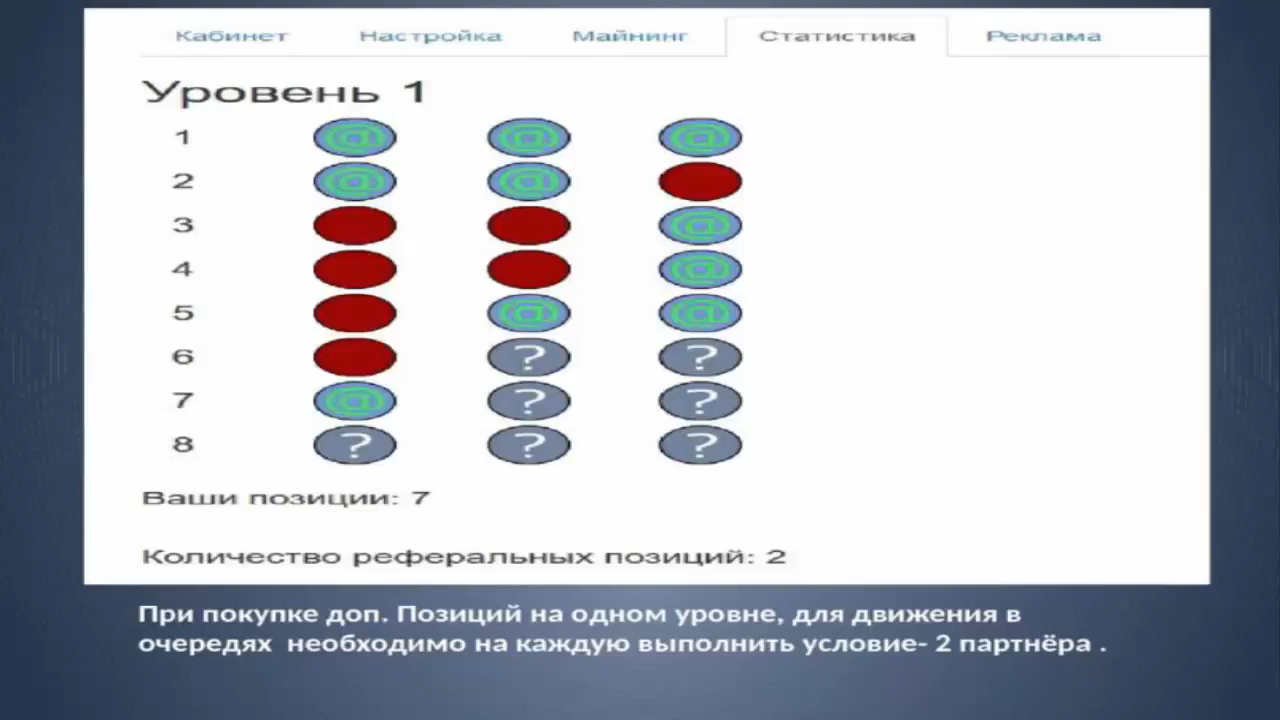 Кабинет Настройка Майнинг Статистика Реклама
Уровень 1
1 @ @ @
2 @ @
3 @
4 @
5 @ @
6 ? ?
7 @ ? ?
8 ? ? ?
Ваши позиции: 7
Количество реферальных позиций: 2
При покупке доп. Позиций на одном уровне, для движения в
очередях необходимо на каждую выполнить условие- 2 партнёра .